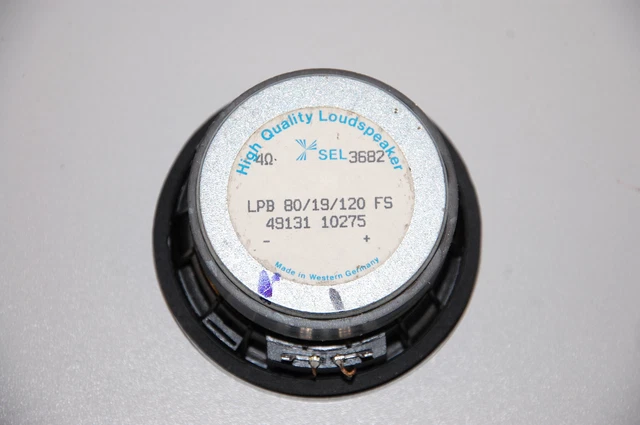 High Quality Loudspeaker
4Ω SEL 3682
LPB 80/19/120 FS
49131 10275
- +
Made in Western Germany